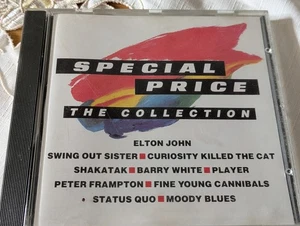 SPECIAL
PRICE
THE COLLECTION
ELTON JOHN
SWING OUT SISTER ■ CURIOSITY KILLED THE CAT
SHAKATAK ■ BARRY WHITE ■ PLAYER
PETER FRAMPTON ■ FINE YOUNG CANNIBALS
STATUS QUO ■ MOODY BLUES